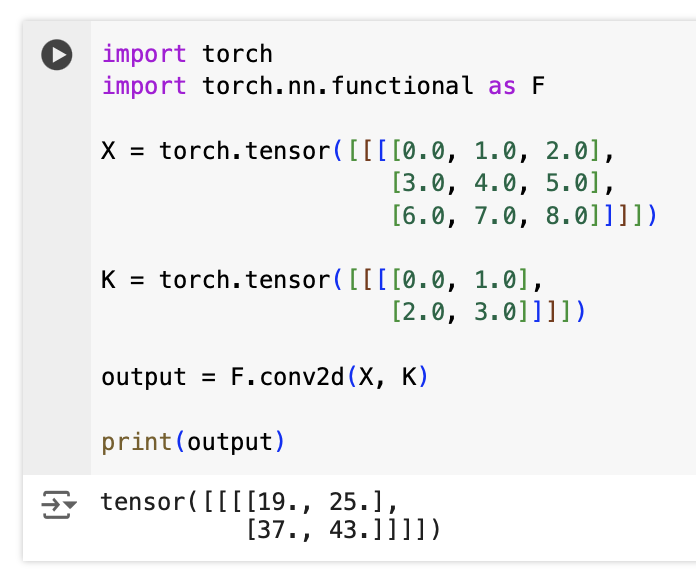 import torch
import torch.nn.functional as F
X = torch.tensor([[[[0.0, 1.0, 2.0],
[3.0, 4.0, 5.0],
[6.0, 7.0, 8.0]]]])
K = torch.tensor([[[[0.0, 1.0],
[2.0, 3.0]]]])
output = F.conv2d(X, K)
print(output)
tensor([[[[19., 25.],
[37., 43.]]]])